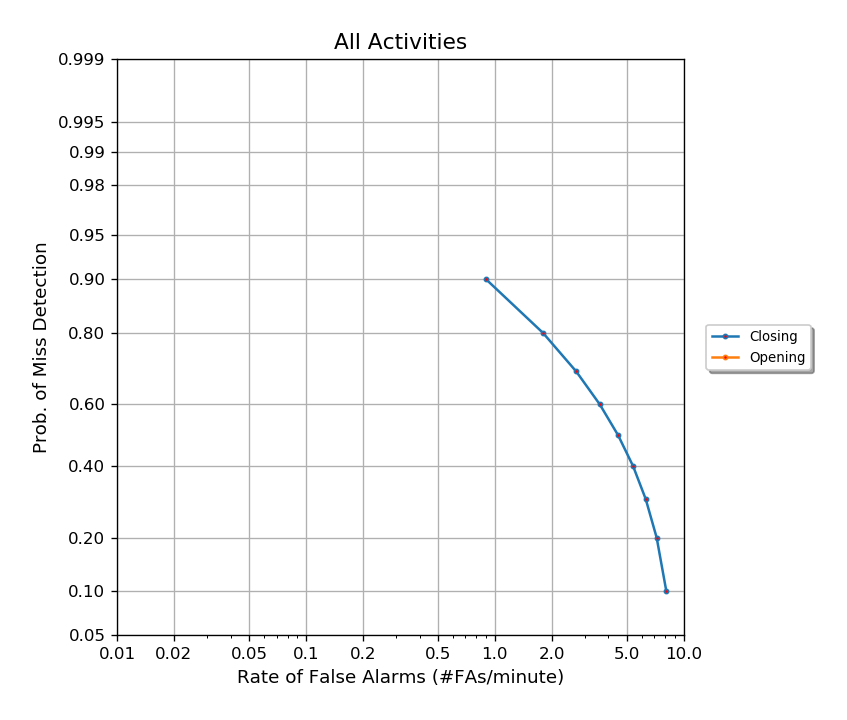 All Activities
0.999
0.995
0.99
0.98
0.95
0.90
0.80
0.60
0.40
0.20
0.10
0.05
Prob. of Miss Detection
Closing
Opening
0.01 0.02 0.05 0.1 0.2 0.5 1.0 2.0 5.0 10.0
Rate of False Alarms (#FAs/minute)